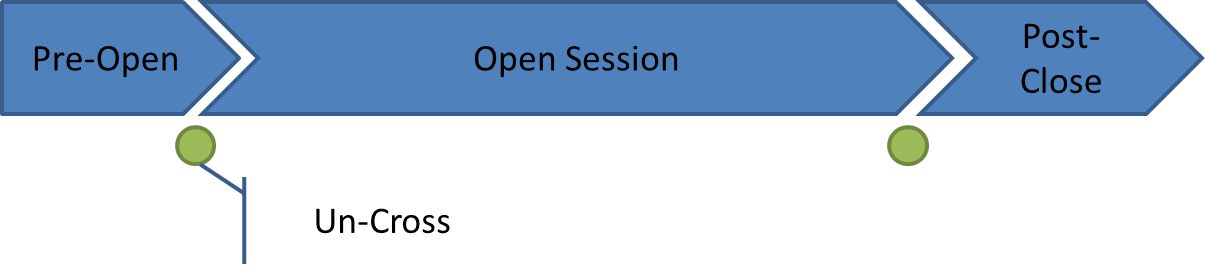 Pre-Open
Open Session
Post-
Close
Un-Cross